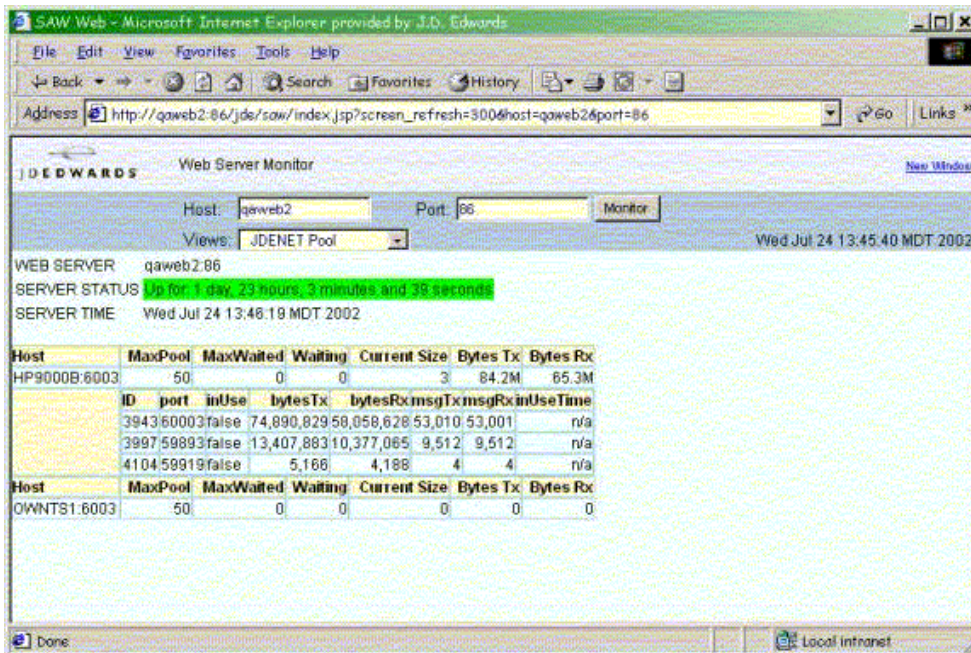 SAW Web - Microsoft Internet Explorer provided by J.D. Edwards
File Edit View Favorites Tools Help
Back Search Favorites History
Address http://qaweb2:86/jde/saw/index.jsp?screen_refresh=300&host=qaweb2&port=86 Go Links »
JDEDWARDS Web Server Monitor New Window
Host: qaweb2 Port: 86 Monitor
Views: JDENET Pool Wed Jul 24 13:45:40 MDT 2002
WEB SERVER qaweb2:86
SERVER STATUS Up for: 1 day, 23 hours, 3 minutes and 39 seconds
SERVER TIME Wed Jul 24 13:46:19 MDT 2002
Host MaxPool MaxWaited Waiting Current Size Bytes Tx Bytes Rx
HP9000B:6003 50 0 0 3 84.2M 65.3M
ID port inUse bytesTx bytesRx msgTx msgRx inUseTime
3943 60003 false 74,890,829 58,058,628 53,010 53,001 n/a
3997 59893 false 13,407,883 10,377,065 9,512 9,512 n/a
4104 59919 false 5,166 4,188 4 4 n/a
Host MaxPool MaxWaited Waiting Current Size Bytes Tx Bytes Rx
OWNTS1:6003 50 0 0 0 0 0
Done Local intranet